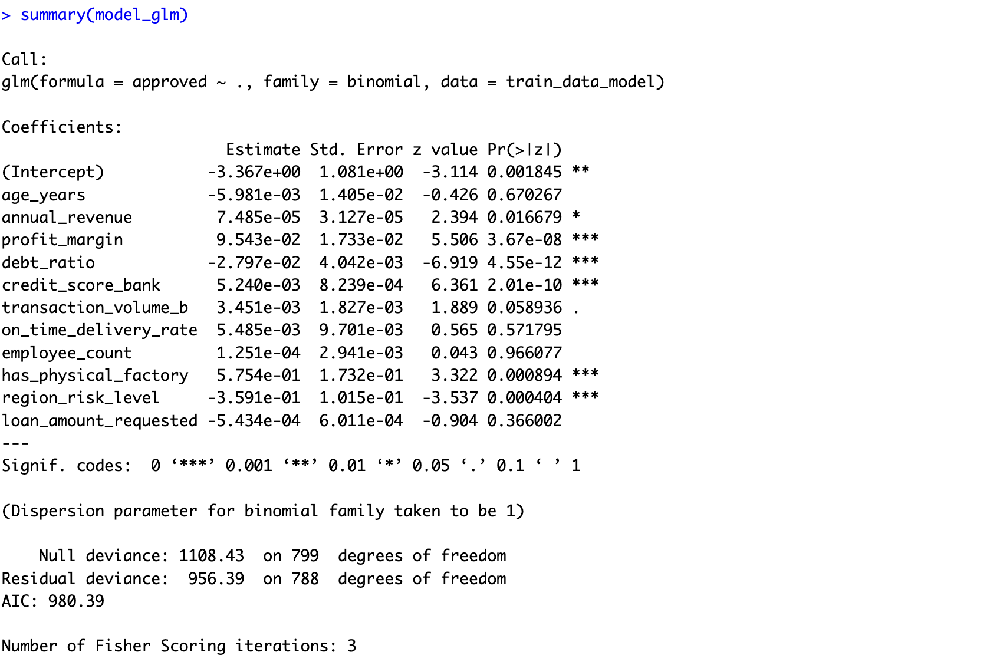 > summary(model_glm)
Call:
glm(formula = approved ~ ., family = binomial, data = train_data_model)
Coefficients:
                        Estimate Std. Error z value Pr(>|z|)
(Intercept)           -3.367e+00  1.081e+00  -3.114 0.001845 **
age_years             -5.981e-03  1.405e-02  -0.426 0.670267
annual_revenue         7.485e-05  3.127e-05   2.394 0.016679 *
profit_margin          9.543e-02  1.733e-02   5.506 3.67e-08 ***
debt_ratio            -2.797e-02  4.042e-03  -6.919 4.55e-12 ***
credit_score_bank      5.240e-03  8.239e-04   6.361 2.01e-10 ***
transaction_volume_b   3.451e-03  1.827e-03   1.889 0.058936 .
on_time_delivery_rate  5.485e-03  9.701e-03   0.565 0.571795
employee_count         1.251e-04  2.941e-03   0.043 0.966077
has_physical_factory   5.754e-01  1.732e-01   3.322 0.000894 ***
region_risk_level     -3.591e-01  1.015e-01  -3.537 0.000404 ***
loan_amount_requested -5.434e-04  6.011e-04  -0.904 0.366002
---
Signif. codes:  0 ‘***’ 0.001 ‘**’ 0.01 ‘*’ 0.05 ‘.’ 0.1 ‘ ’ 1
(Dispersion parameter for binomial family taken to be 1)
    Null deviance: 1108.43  on 799  degrees of freedom
Residual deviance:  956.39  on 788  degrees of freedom
AIC: 980.39
Number of Fisher Scoring iterations: 3